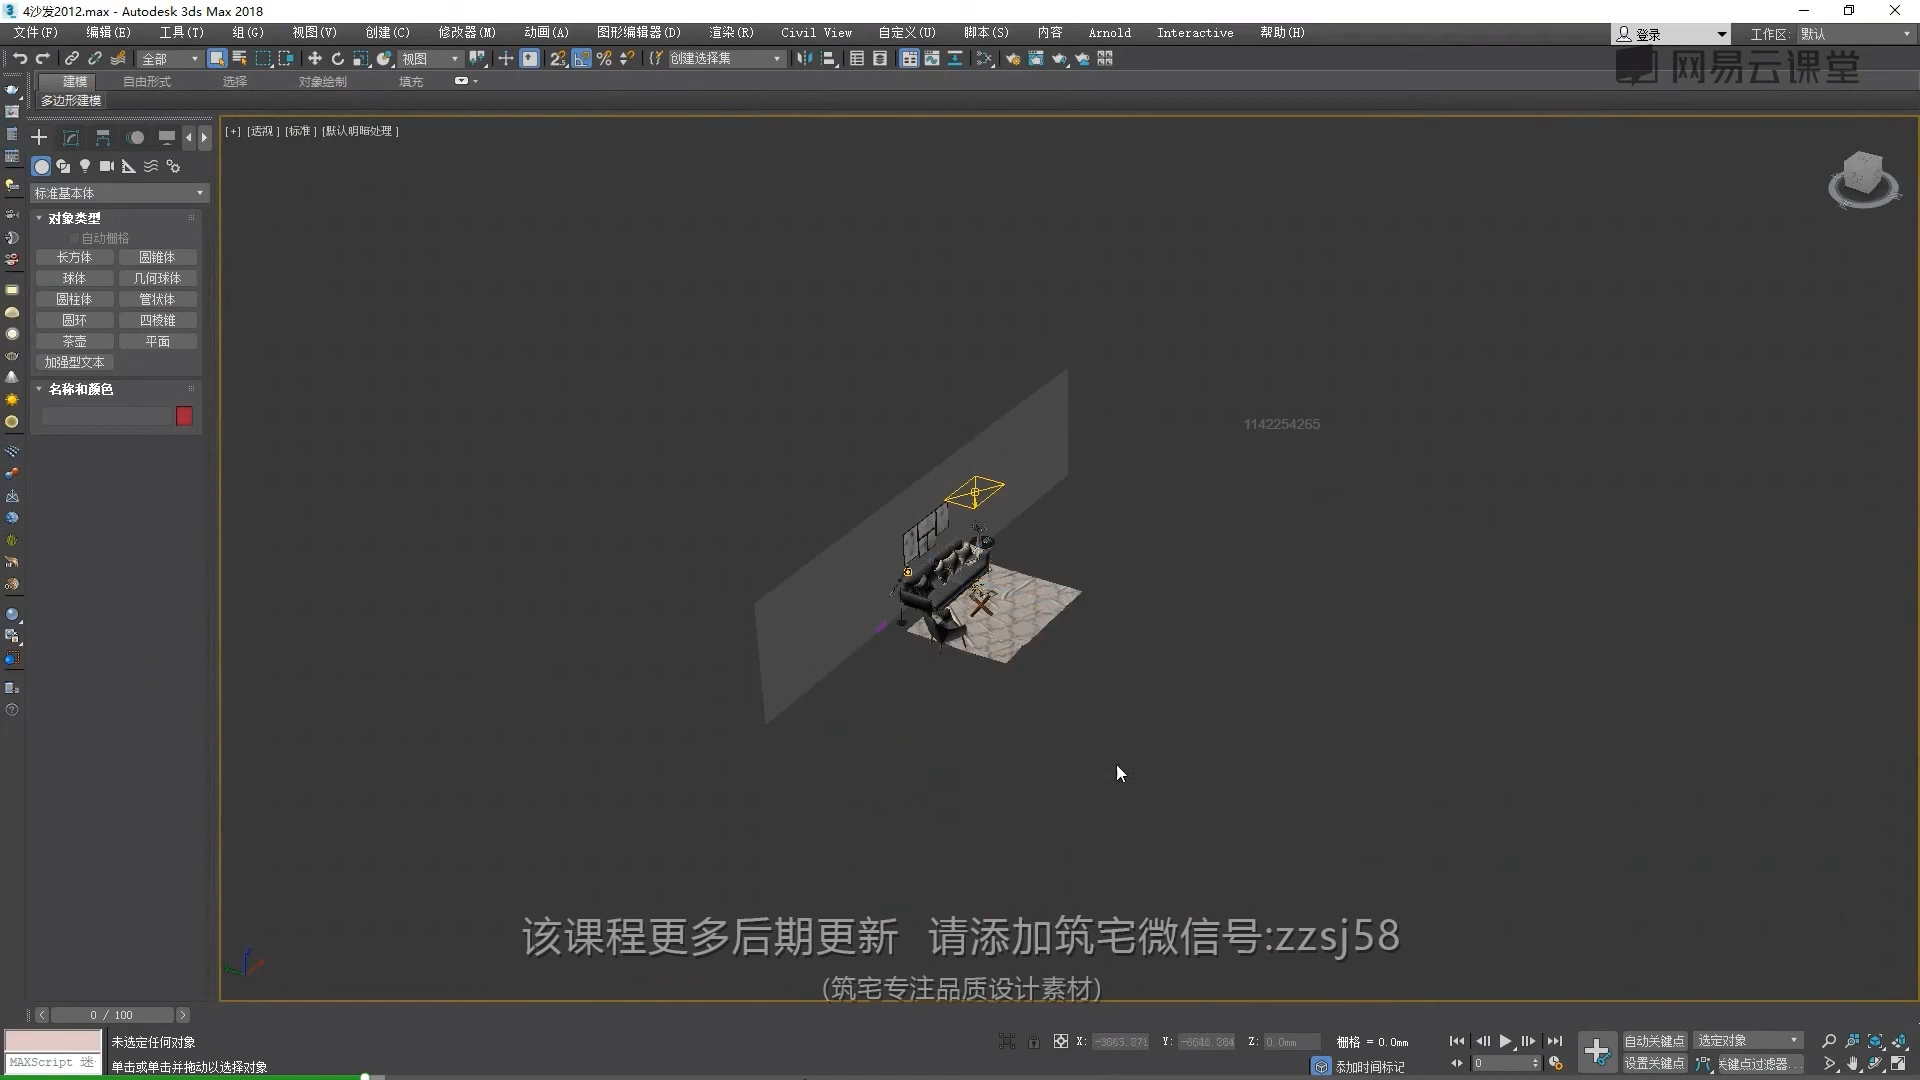 4沙发2012.max - Autodesk 3ds Max 2018
文件(F) 编辑(E) 工具(T) 组(G) 视图(V) 创建(C) 修改器(M) 动画(A) 图形编辑器(D) 渲染(R) Civil View 自定义(U) 脚本(S) 内容 Arnold Interactive 帮助(H) 登录 工作区: 默认
全部 视图 创建选择集
网易云课堂
建模 自由形式 选择 对象绘制 填充
多边形建模
[+] [透视] [标准] [默认明暗处理]
标准基本体
对象类型
自动栅格
长方体 圆锥体
球体 几何球体
圆柱体 管状体
圆环 四棱锥
茶壶 平面
加强型文本
名称和颜色
1142254265
该课程更多后期更新 请添加筑宅微信号:zzsj58
(筑宅专注品质设计素材)
0 / 100
未选定任何对象 X: Y: Z: 0.0mm 栅格 = 0.0mm 自动关键点 选定对象
MAXScript 迷 单击或单击并拖动以选择对象 添加时间标记 0 设置关键点 关键点过滤器...